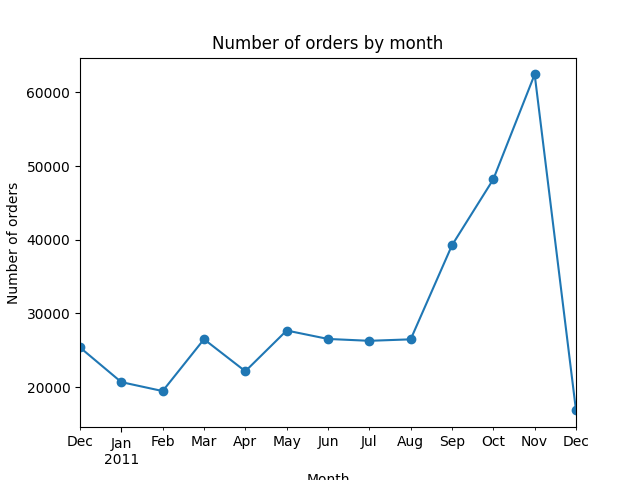 Number of orders by month
Number of orders
60000
50000
40000
30000
20000
Dec Jan Feb Mar Apr May Jun Jul Aug Sep Oct Nov Dec
2011
Month